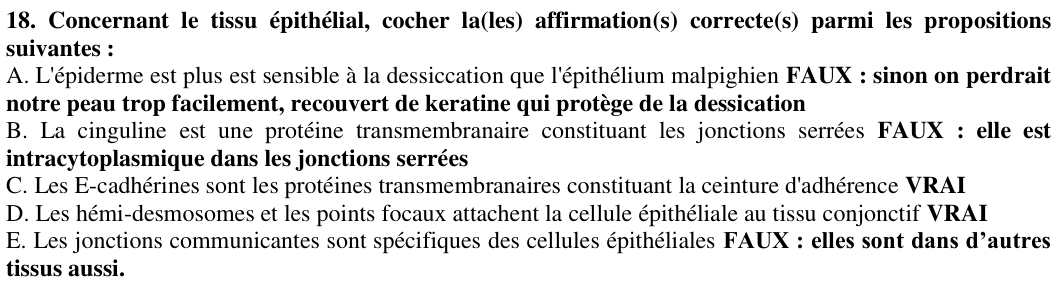 18. Concernant le tissu épithélial, cocher la(les) affirmation(s) correcte(s) parmi les propositions
suivantes :
A. L'épiderme est plus est sensible à la dessiccation que l'épithélium malpighien FAUX : sinon on perdrait
notre peau trop facilement, recouvert de keratine qui protège de la dessication
B. La cinguline est une protéine transmembranaire constituant les jonctions serrées FAUX : elle est
intracytoplasmique dans les jonctions serrées
C. Les E-cadhérines sont les protéines transmembranaires constituant la ceinture d'adhérence VRAI
D. Les hémi-desmosomes et les points focaux attachent la cellule épithéliale au tissu conjonctif VRAI
E. Les jonctions communicantes sont spécifiques des cellules épithéliales FAUX : elles sont dans d’autres
tissus aussi.